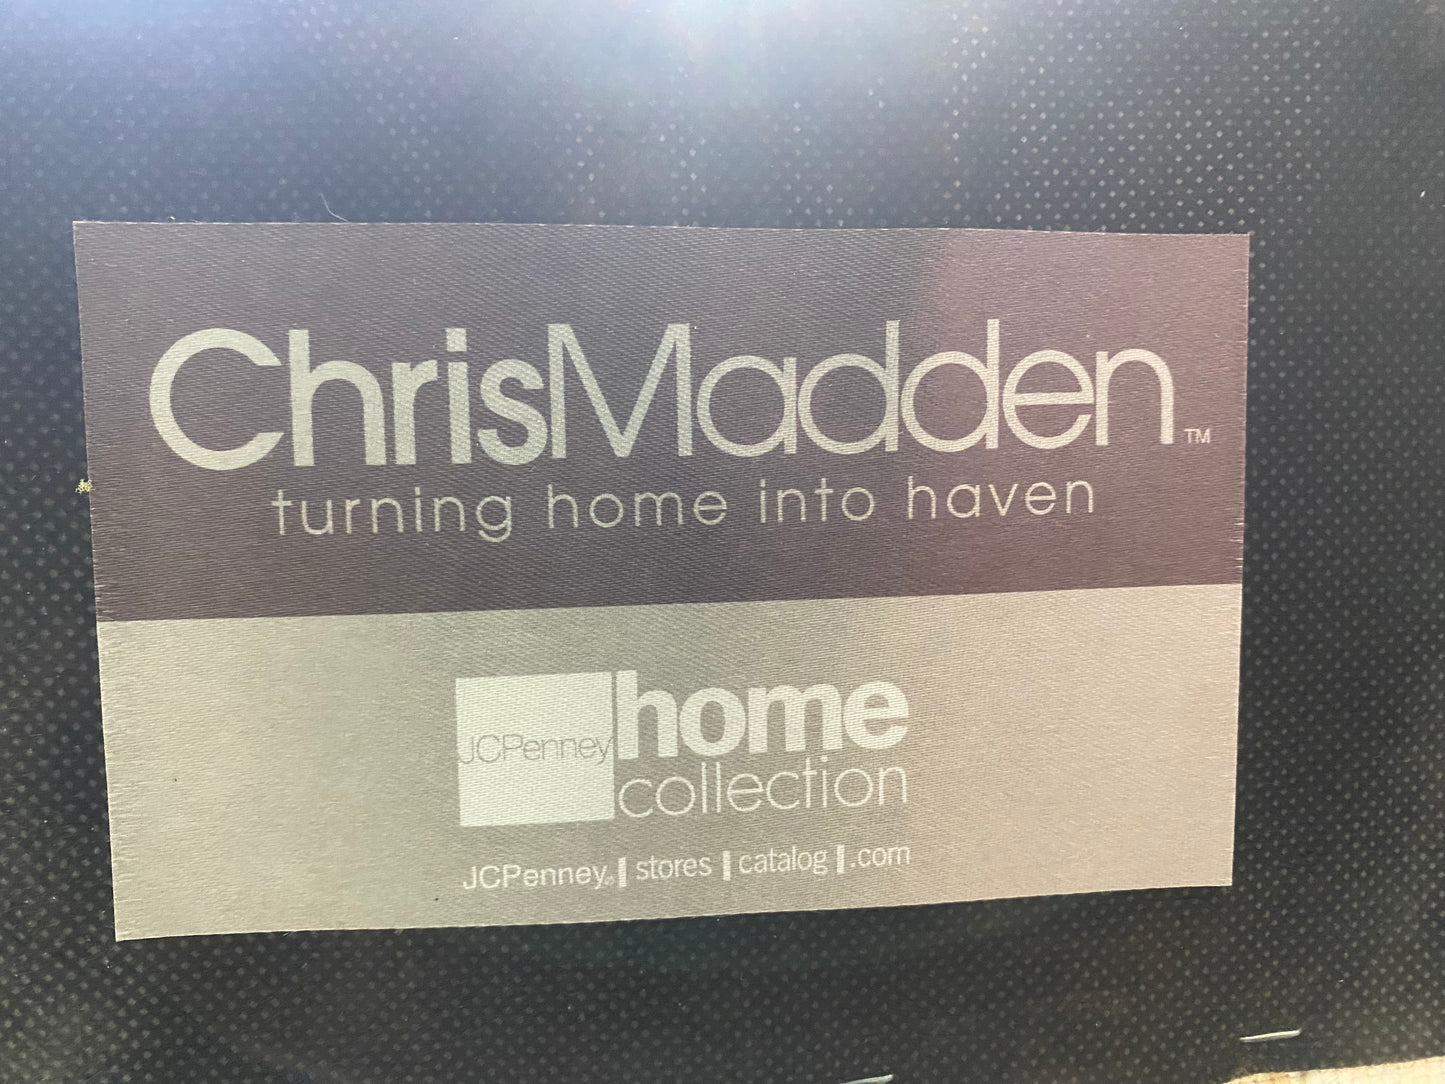 ChrisMadden™
turning home into haven
JCPenney home
collection
JCPenney® | stores | catalog | .com